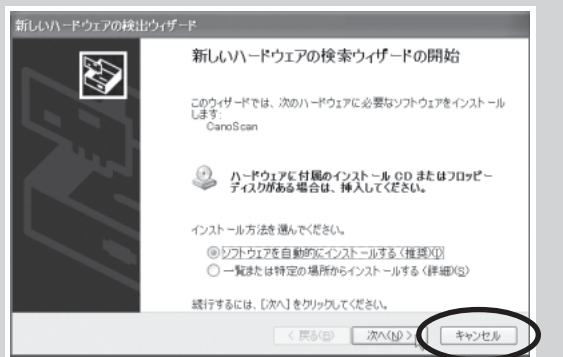 新しいハードウェアの検出ウィザード
新しいハードウェアの検索ウィザードの開始
このウィザードでは、次のハードウェアに必要なソフトウェアをインストール
します:
CanoScan
ハードウェアに付属のインストール CD またはフロッピー
ディスクがある場合は、挿入してください。
インストール方法を選んでください。
ソフトウェアを自動的にインストールする (推奨)(I)
一覧または特定の場所からインストールする (詳細)(S)
続行するには、[次へ] をクリックしてください。
< 戻る(B) 次へ(N) > キャンセル